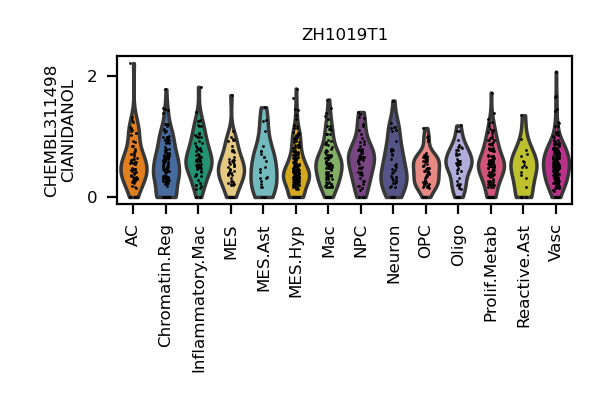 ZH1019T1
CHEMBL311498
CIANIDANOL
2
0
AC
Chromatin.Reg
Inflammatory.Mac
MES
MES.Ast
MES.Hyp
Mac
NPC
Neuron
OPC
Oligo
Prolif.Metab
Reactive.Ast
Vasc